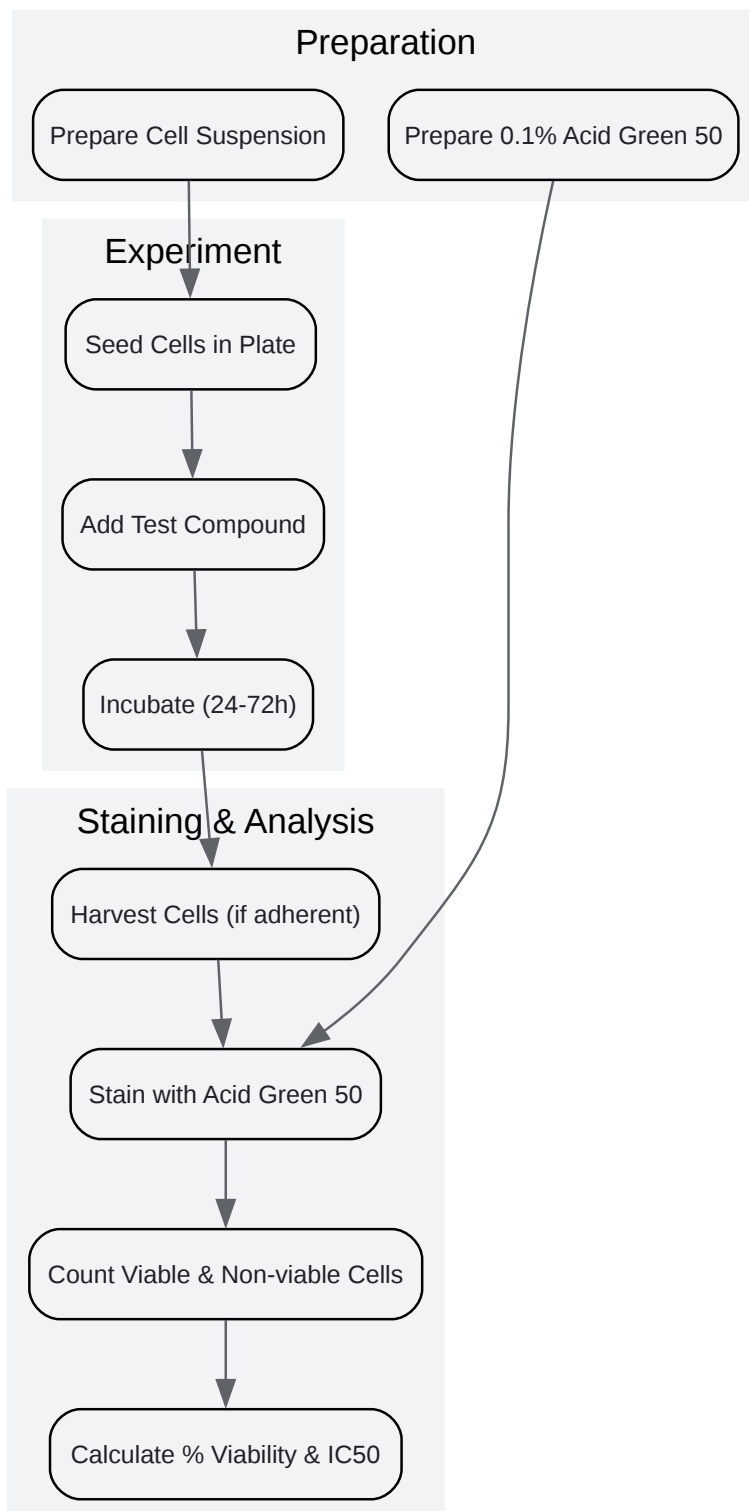 Preparation
Prepare Cell Suspension
Prepare 0.1% Acid Green 50
Experiment
Seed Cells in Plate
Add Test Compound
Incubate (24-72h)
Staining & Analysis
Harvest Cells (if adherent)
Stain with Acid Green 50
Count Viable & Non-viable Cells
Calculate % Viability & IC50